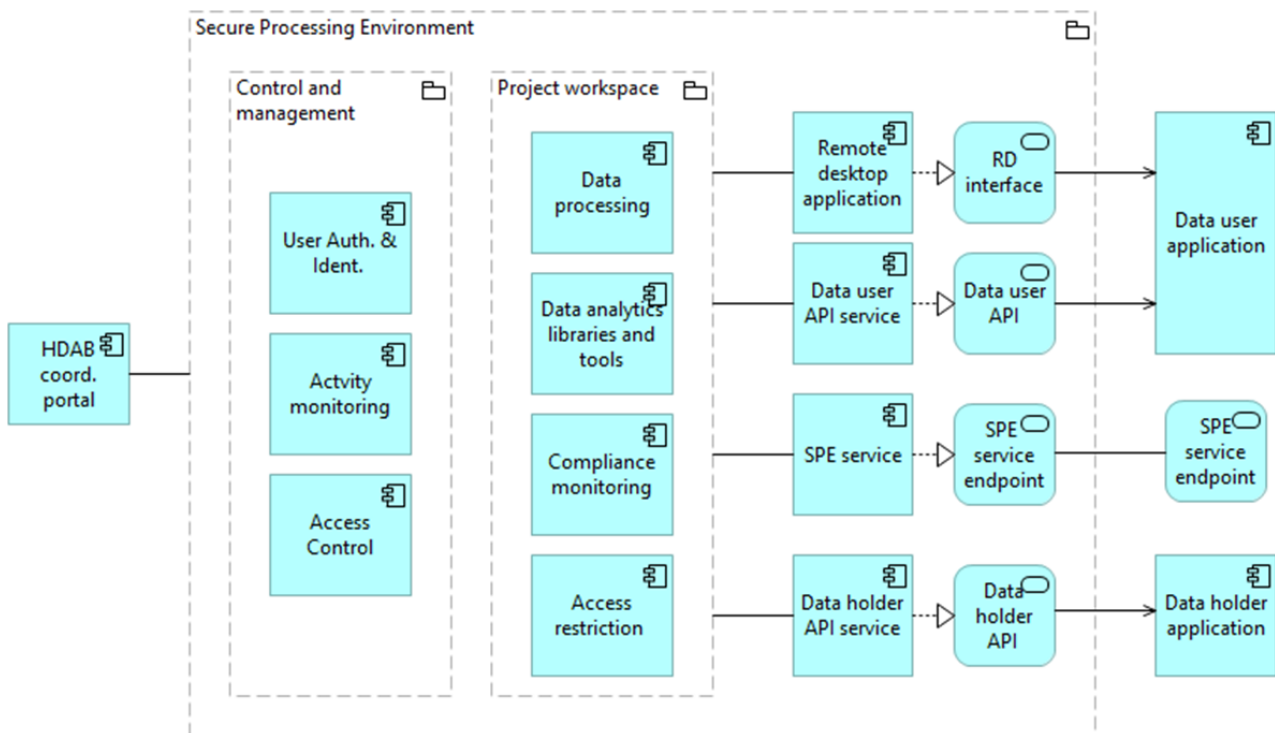 Secure Processing Environment
Control and
management
Project workspace
User Auth. &
Ident.
Actvity
monitoring
Access
Control
Data
processing
Data analytics
libraries and
tools
Compliance
monitoring
Access
restriction
HDAB
coord.
portal
Remote
desktop
application
RD
interface
Data user
application
Data user
API service
Data user
API
SPE service
SPE
service
endpoint
SPE
service
endpoint
Data holder
API service
Data
holder
API
Data holder
application